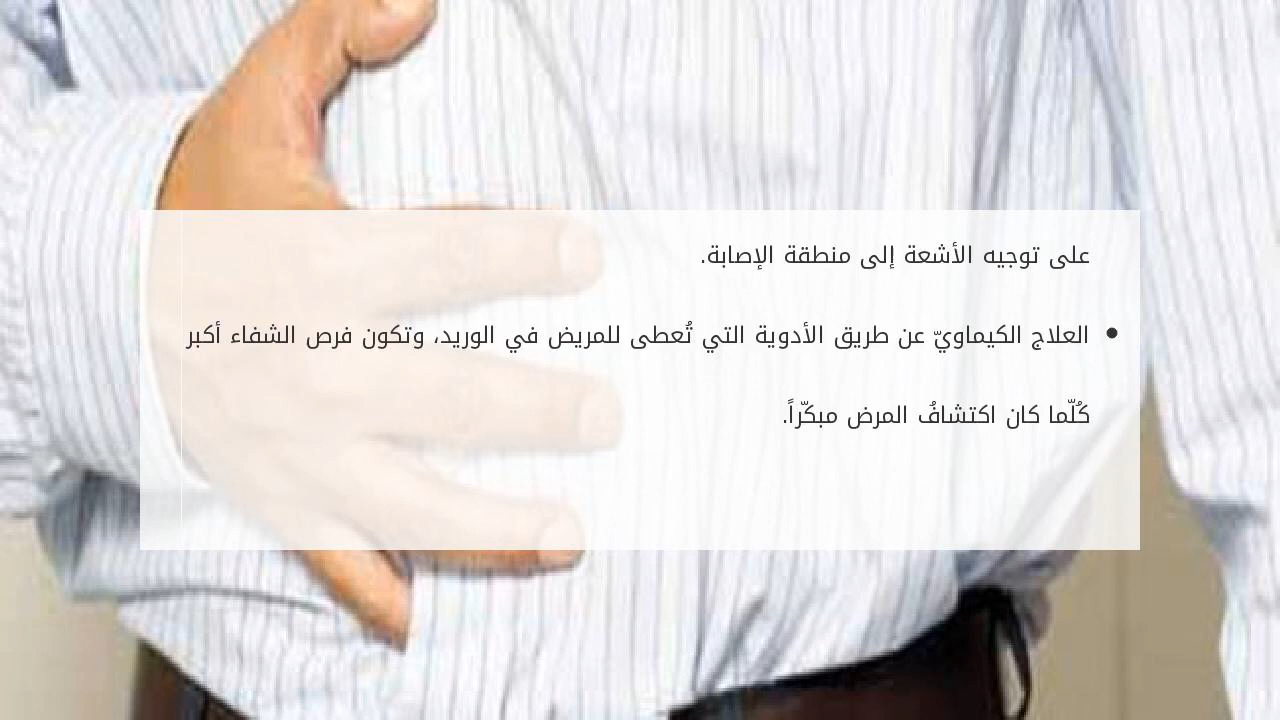 على توجيه الأشعة إلى منطقة الإصابة.
• العلاج الكيماويّ عن طريق الأدوية التي تُعطى للمريض في الوريد، وتكون فرص الشفاء أكبر
كُلّما كان اكتشافُ المرض مبكّراً.